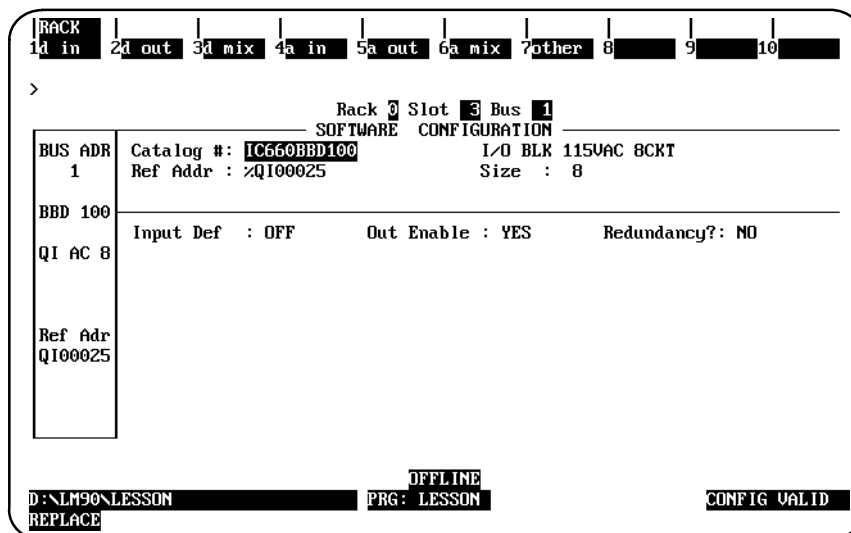 RACK
1d in 2d out 3d mix 4a in 5a out 6a mix 7other 8 9 10
>
Rack 0 Slot 3 Bus 1
SOFTWARE CONFIGURATION
BUS ADR Catalog #: IC660BBD100 I/O BLK 115VAC 8CKT
1 Ref Addr : %QI00025 Size : 8
BBD 100
Input Def : OFF Out Enable : YES Redundancy?: NO
QI AC 8
Ref Adr
QI00025
OFFLINE
D:\LM90\LESSON PRG: LESSON CONFIG VALID
REPLACE